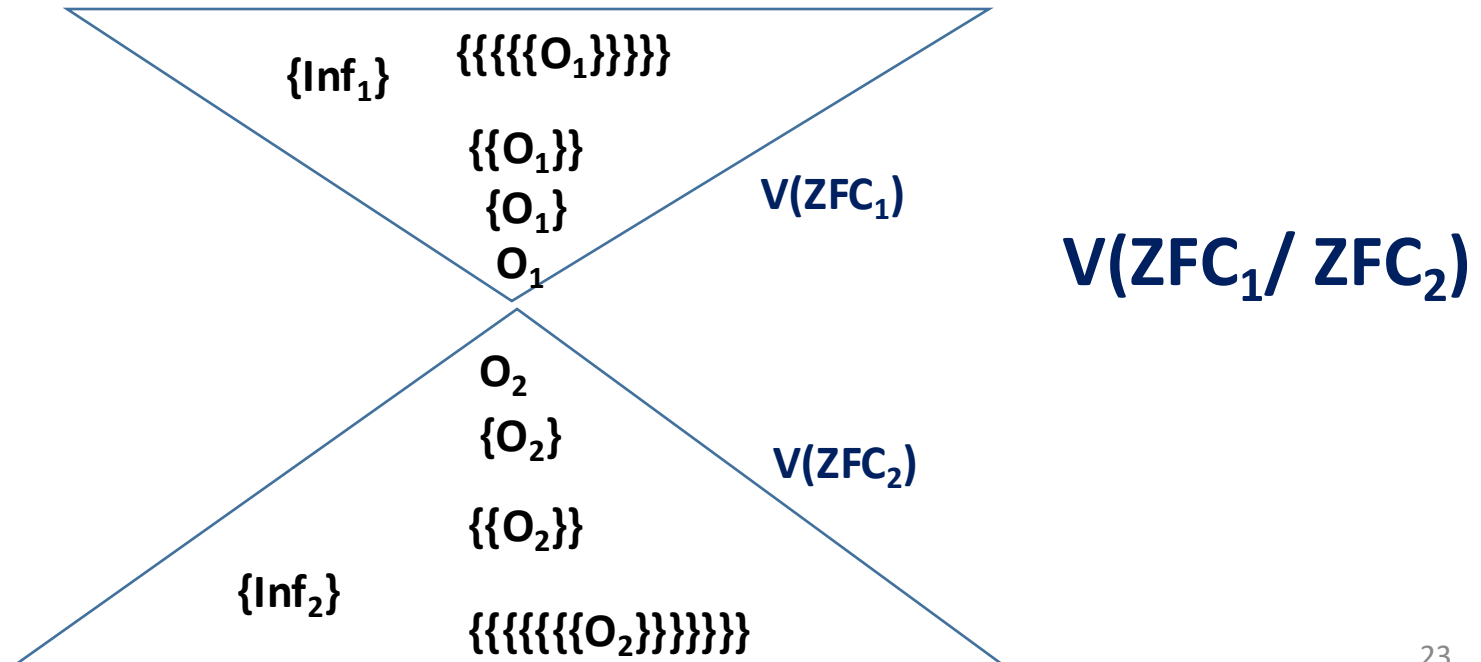 {Inf₁} {{{{{O₁}}}}}
{{O₁}}
{O₁}
V(ZFC₁)
O₁
V(ZFC₁/ ZFC₂)
O₂
{O₂}
V(ZFC₂)
{{O₂}}
{Inf₂}
{{{{{{{O₂}}}}}}}
23